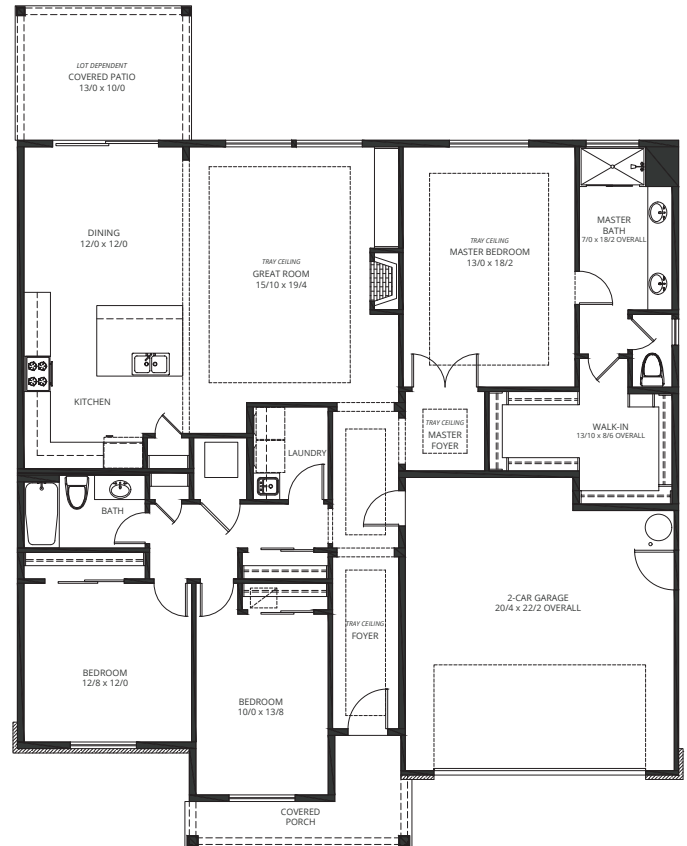 LOT DEPENDENT
COVERED PATIO
13/0 x 10/0
DINING
12/0 x 12/0
TRAY CEILING
GREAT ROOM
15/10 x 19/4
TRAY CEILING
MASTER BEDROOM
13/0 x 18/2
MASTER
BATH
7/0 x 18/2 OVERALL
KITCHEN
TRAY CEILING
MASTER
FOYER
WALK-IN
13/10 x 8/6 OVERALL
LAUNDRY
BATH
2-CAR GARAGE
20/4 x 22/2 OVERALL
TRAY CEILING
FOYER
BEDROOM
12/8 x 12/0
BEDROOM
10/0 x 13/8
COVERED
PORCH